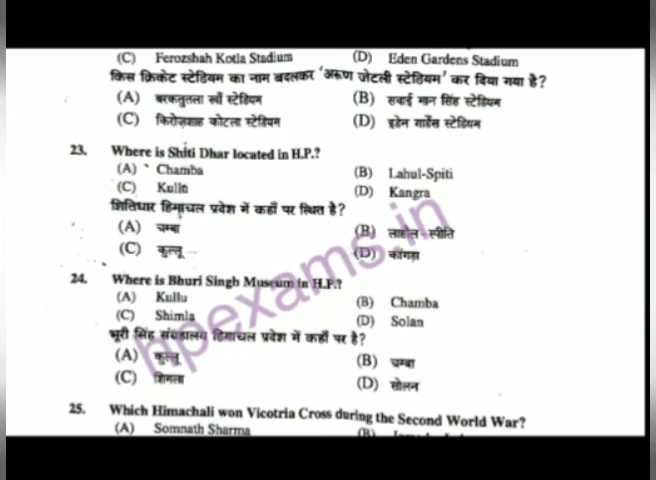 (C) Ferozshah Kotla Stadium (D) Eden Gardens Stadium
किस क्रिकेट स्टेडियम का नाम बदलकर 'अरुण जेटली स्टेडियम' कर दिया गया है?
(A) बरकतुतला खाँ स्टेडियम (B) सवाई मान सिंह स्टेडियम
(C) फिरोजशाह कोटला स्टेडियम (D) इडेन गार्डेंस स्टेडियम
23. Where is Shiti Dhar located in H.P.?
(A) Chamba (B) Lahul-Spiti
(C) Kullu (D) Kangra
शितिधार हिमाचल प्रदेश में कहाँ पर स्थित है?
(A) चम्बा (B) लाहौल-स्पीति
(C) कुल्लू (D) काँगड़ा
24. Where is Bhuri Singh Museum in H.P.?
(A) Kullu (B) Chamba
(C) Shimla (D) Solan
भूरी सिंह संग्रहालय हिमाचल प्रदेश में कहाँ पर है?
(A) कुल्लू (B) चम्बा
(C) शिमला (D) सोलन
25. Which Himachali won Vicotria Cross during the Second World War?
(A) Somnath Sharma (B)
hpexams.in